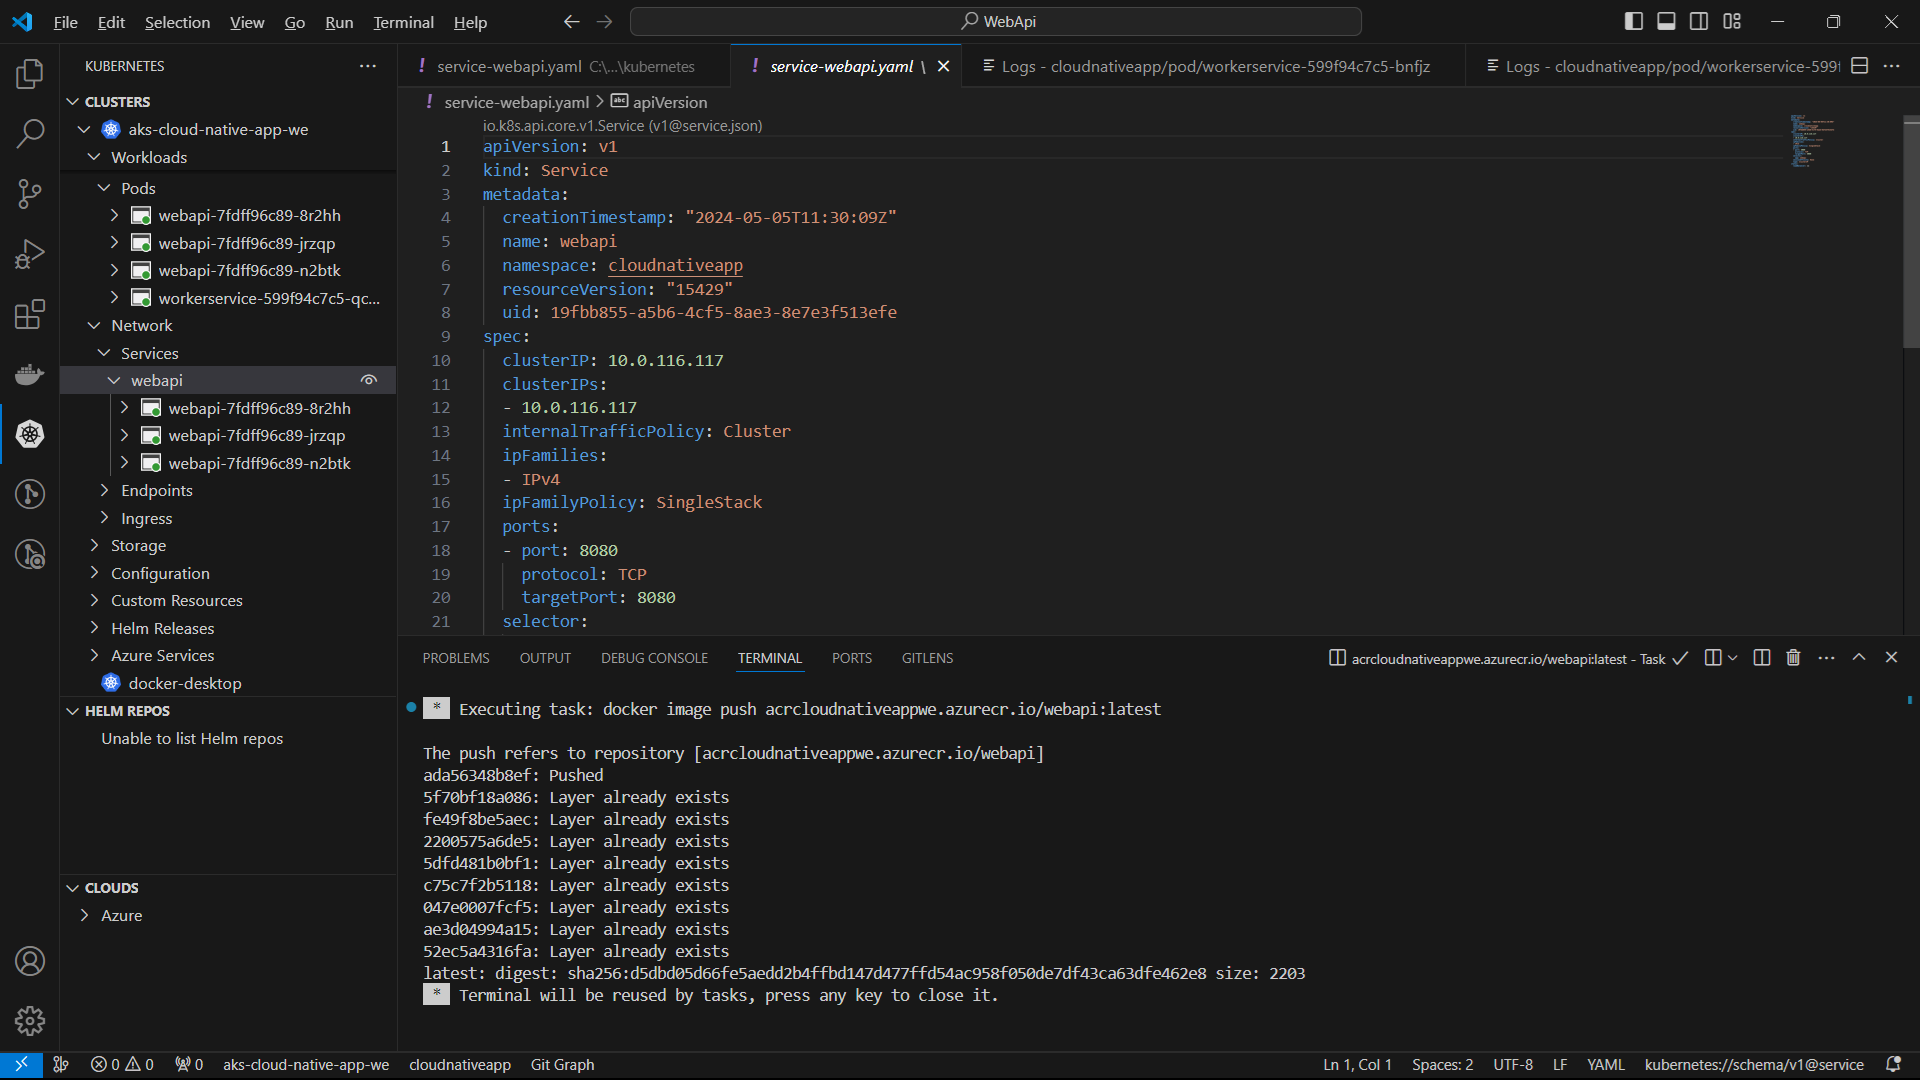 File Edit Selection View Go Run Terminal Help
WebApi
KUBERNETES
CLUSTERS
aks-cloud-native-app-we
Workloads
Pods
webapi-7fdff96c89-8r2hh
webapi-7fdff96c89-jrzqp
webapi-7fdff96c89-n2btk
workerservice-599f94c7c5-qc...
Network
Services
webapi
webapi-7fdff96c89-8r2hh
webapi-7fdff96c89-jrzqp
webapi-7fdff96c89-n2btk
Endpoints
Ingress
Storage
Configuration
Custom Resources
Helm Releases
Azure Services
docker-desktop
HELM REPOS
Unable to list Helm repos
CLOUDS
Azure
! service-webapi.yaml C:\...\kubernetes
! service-webapi.yaml \
Logs - cloudnativeapp/pod/workerservice-599f94c7c5-bnfjz
Logs - cloudnativeapp/pod/workerservice-599f
! service-webapi.yaml > abc apiVersion
io.k8s.api.core.v1.Service (v1@service.json)
1 apiVersion: v1
2 kind: Service
3 metadata:
4 creationTimestamp: "2024-05-05T11:30:09Z"
5 name: webapi
6 namespace: cloudnativeapp
7 resourceVersion: "15429"
8 uid: 19fbb855-a5b6-4cf5-8ae3-8e7e3f513efe
9 spec:
10 clusterIP: 10.0.116.117
11 clusterIPs:
12 - 10.0.116.117
13 internalTrafficPolicy: Cluster
14 ipFamilies:
15 - IPv4
16 ipFamilyPolicy: SingleStack
17 ports:
18 - port: 8080
19 protocol: TCP
20 targetPort: 8080
21 selector:
PROBLEMS OUTPUT DEBUG CONSOLE TERMINAL PORTS GITLENS
acrcloudnativeappwe.azurecr.io/webapi:latest - Task
* Executing task: docker image push acrcloudnativeappwe.azurecr.io/webapi:latest
The push refers to repository [acrcloudnativeappwe.azurecr.io/webapi]
ada56348b8ef: Pushed
5f70bf18a086: Layer already exists
fe49f8be5aec: Layer already exists
2200575a6de5: Layer already exists
5dfd481b0bf1: Layer already exists
c75c7f2b5118: Layer already exists
047e0007fcf5: Layer already exists
ae3d04994a15: Layer already exists
52ec5a4316fa: Layer already exists
latest: digest: sha256:d5dbd05d66fe5aedd2b4ffbd147d477ffd54ac958f050de7df43ca63dfe462e8 size: 2203
* Terminal will be reused by tasks, press any key to close it.
0 0 0 aks-cloud-native-app-we cloudnativeapp Git Graph
Ln 1, Col 1 Spaces: 2 UTF-8 LF YAML kubernetes://schema/v1@service